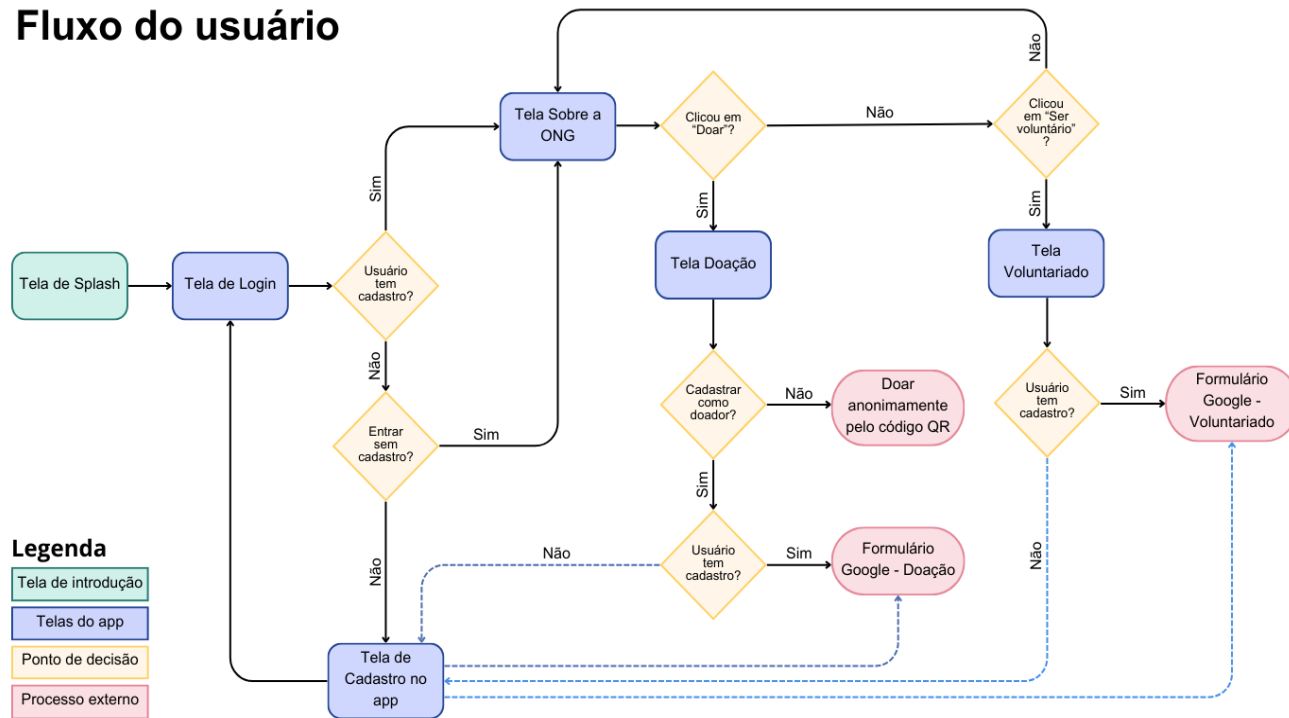 Fluxo do usuário
Não
Tela Sobre a
ONG
Clicou em
“Doar”?
Não
Clicou
em “Ser
voluntário”
?
Sim
Sim
Sim
Tela de Splash
Tela de Login
Usuário
tem
cadastro?
Tela Doação
Tela
Voluntariado
Não
Entrar
sem
cadastro?
Sim
Cadastrar
como
doador?
Não
Doar
anonimamente
pelo código QR
Usuário
tem
cadastro?
Sim
Formulário
Google -
Voluntariado
Sim
Não
Não
Usuário
tem
cadastro?
Sim
Formulário
Google - Doação
Não
Legenda
Tela de introdução
Telas do app
Ponto de decisão
Processo externo
Tela de
Cadastro no
app